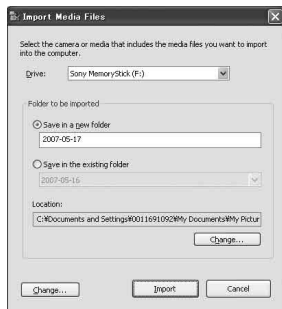 Import Media Files
Select the camera or media that includes the media files you want to import
into the computer.
Drive: Sony MemoryStick (F:)
Folder to be imported
Save in a new folder
2007-05-17
Save in the existing folder
2007-05-16
Location:
C:¥Documents and Settings¥0011691092¥My Documents¥My Pictur
Change...
Change... Import Cancel